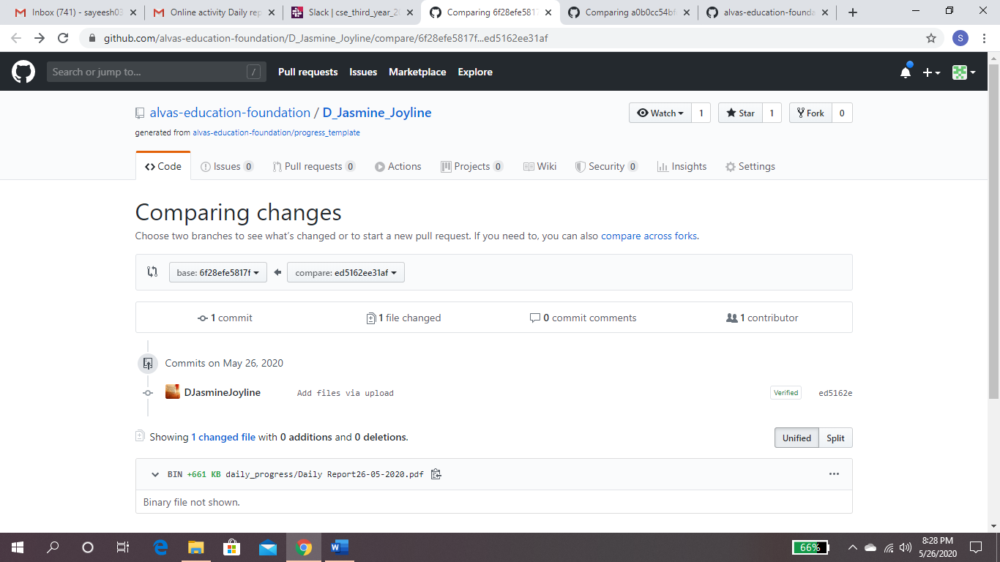 Inbox (741) - sayeesh03
Online activity Daily rep
Slack | cse_third_year_2
Comparing 6f28efe5817
Comparing a0b0cc54bf
alvas-education-founda
github.com/alvas-education-foundation/D_Jasmine_Joyline/compare/6f28efe5817f...ed5162ee31af
S
Search or jump to... /
Pull requests Issues Marketplace Explore
alvas-education-foundation / D_Jasmine_Joyline
Watch 1 Star 1 Fork 0
generated from alvas-education-foundation/progress_template
Code Issues 0 Pull requests 0 Actions Projects 0 Wiki Security 0 Insights Settings
Comparing changes
Choose two branches to see what's changed or to start a new pull request. If you need to, you can also compare across forks.
base: 6f28efe5817f compare: ed5162ee31af
1 commit 1 file changed 0 commit comments 1 contributor
Commits on May 26, 2020
DJasmineJoyline Add files via upload Verified ed5162e
Showing 1 changed file with 0 additions and 0 deletions.
Unified Split
BIN +661 KB daily_progress/Daily Report26-05-2020.pdf
Binary file not shown.
66%
8:28 PM
5/26/2020